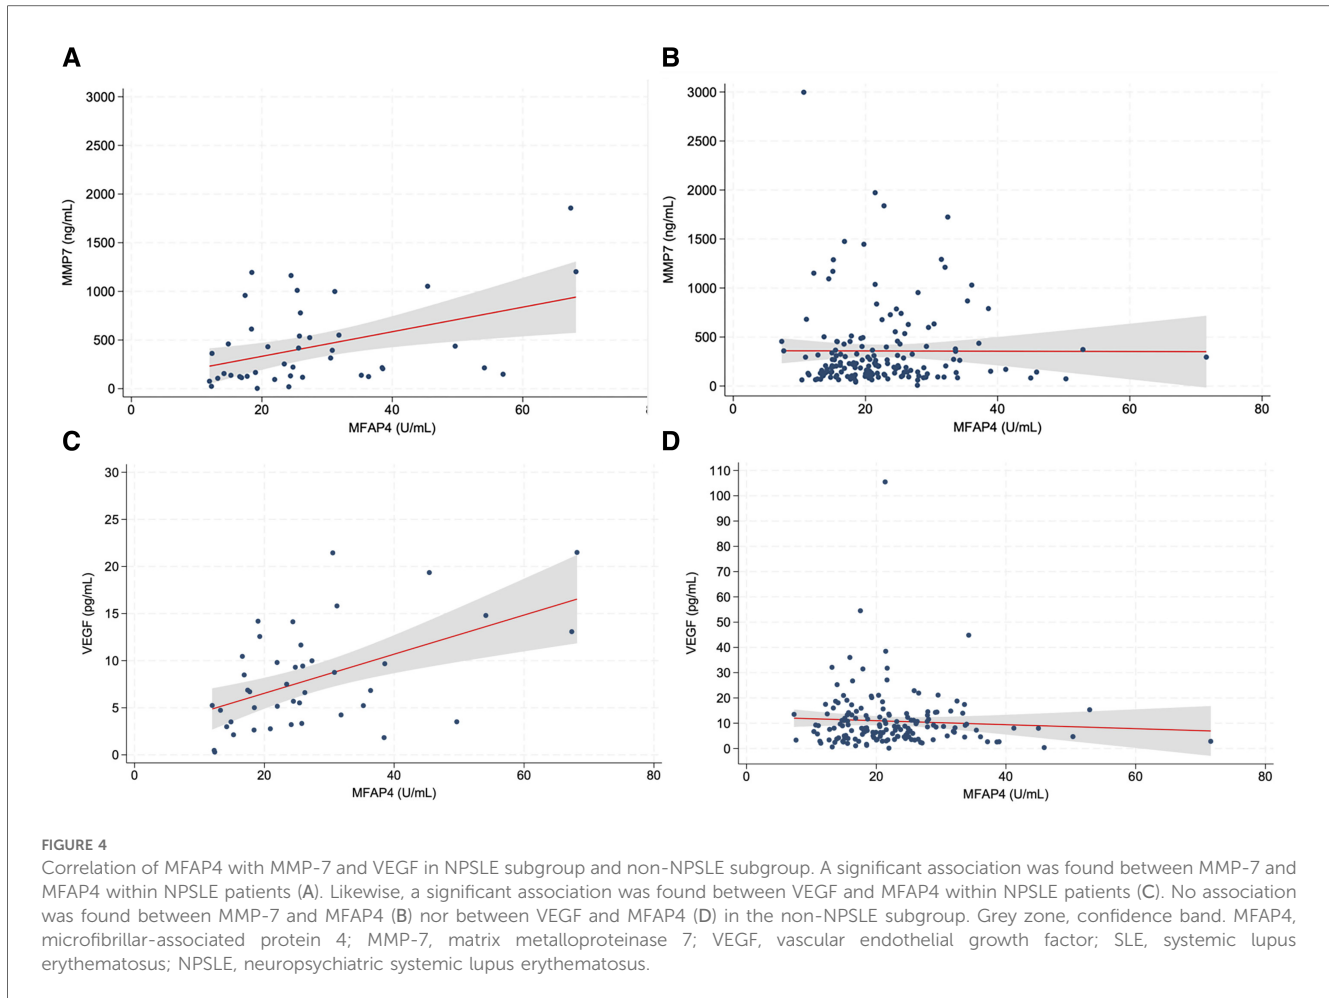 A
B
3000
2500
2000
1500
1000
500
0
MMP7 (ng/mL)
0 20 40 60
MFAP4 (U/mL)
3000
2500
2000
1500
1000
500
0
MMP7 (ng/mL)
0 20 40 60 80
MFAP4 (U/mL)
C
D
30
25
20
15
10
5
0
VEGF (pg/mL)
0 20 40 60 80
MFAP4 (U/mL)
110
100
90
80
70
60
50
40
30
20
10
0
VEGF (pg/mL)
0 20 40 60 80
MFAP4 (U/mL)
FIGURE 4
Correlation of MFAP4 with MMP-7 and VEGF in NPSLE subgroup and non-NPSLE subgroup. A significant association was found between MMP-7 and
MFAP4 within NPSLE patients (A). Likewise, a significant association was found between VEGF and MFAP4 within NPSLE patients (C). No association
was found between MMP-7 and MFAP4 (B) nor between VEGF and MFAP4 (D) in the non-NPSLE subgroup. Grey zone, confidence band. MFAP4,
microfibrillar-associated protein 4; MMP-7, matrix metalloproteinase 7; VEGF, vascular endothelial growth factor; SLE, systemic lupus
erythematosus; NPSLE, neuropsychiatric systemic lupus erythematosus.